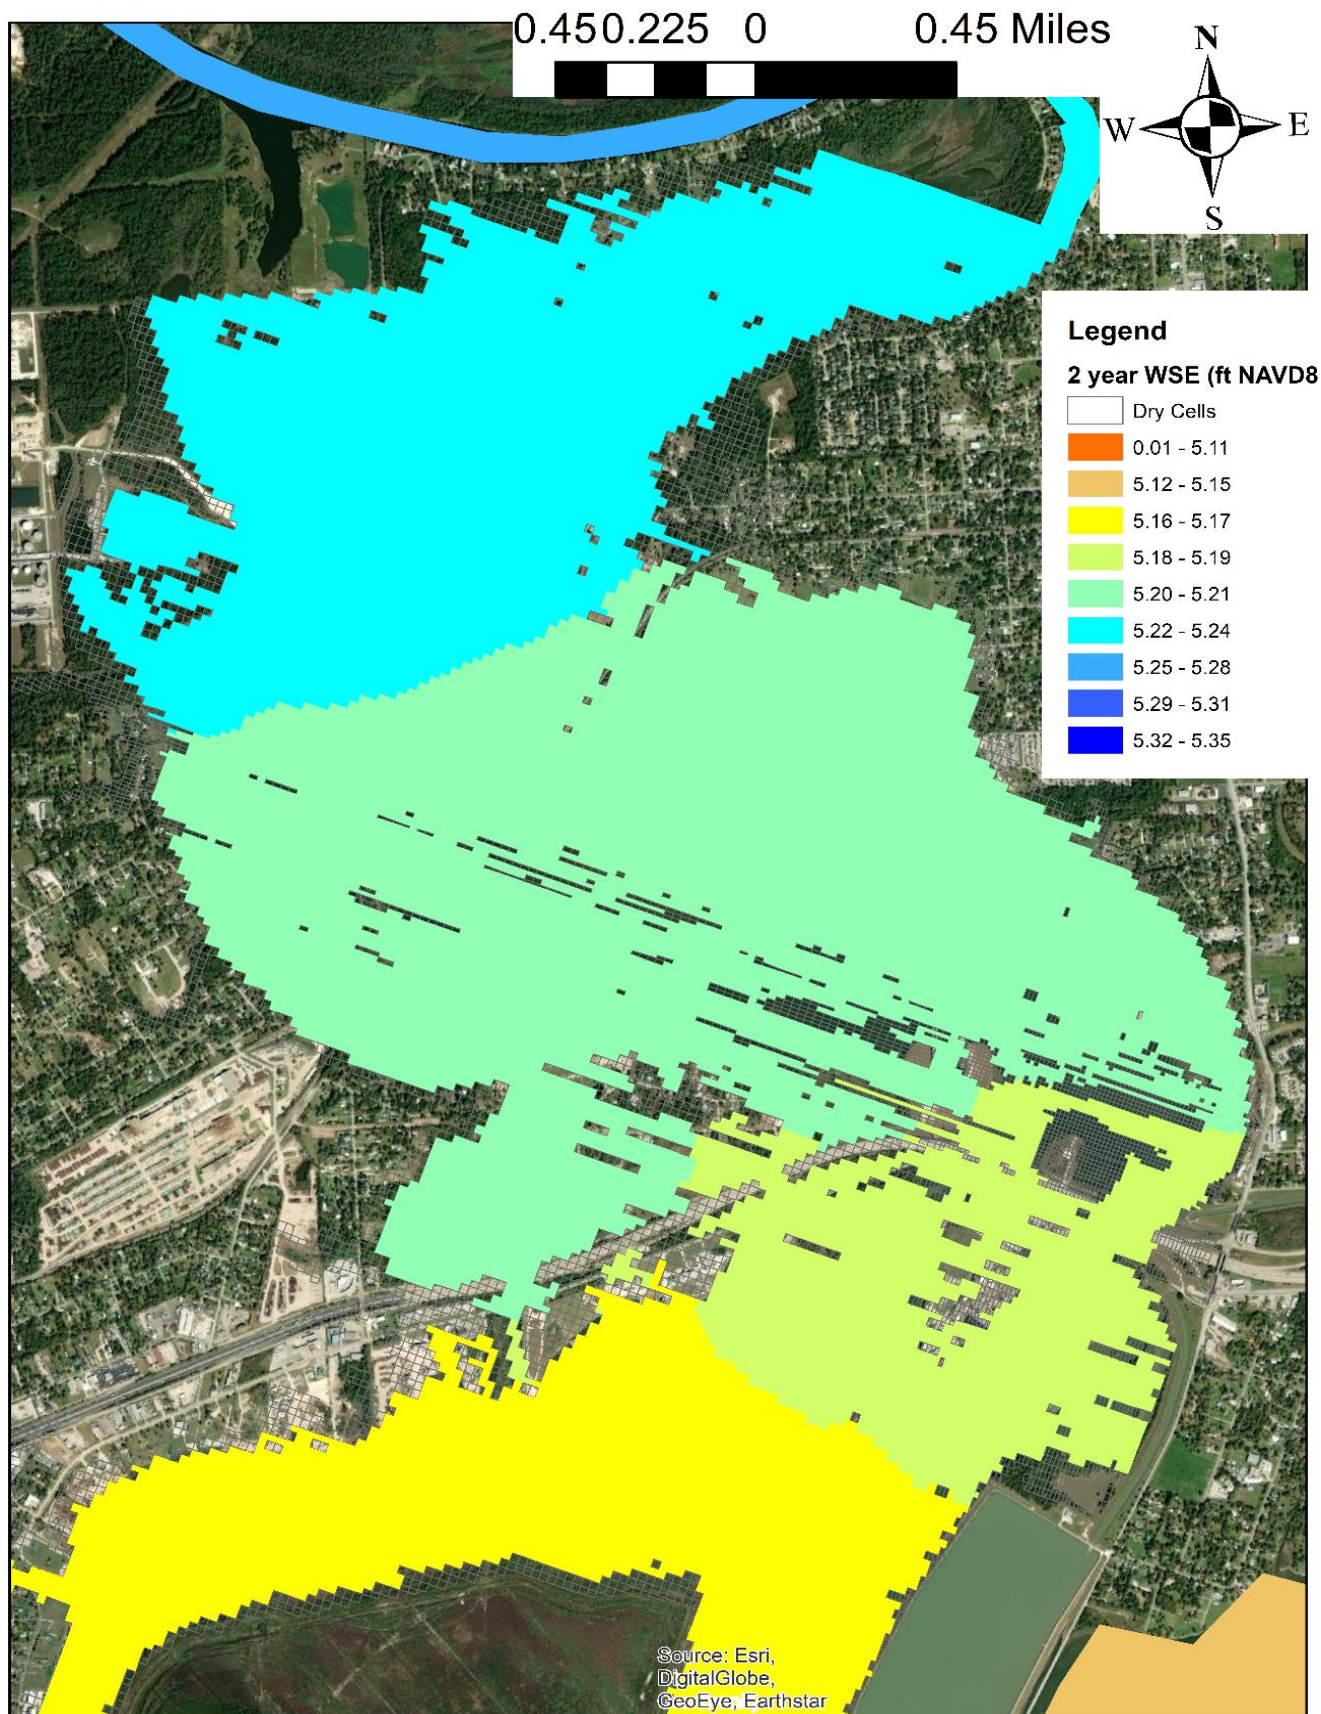 0.45 0.225 0 0.45 Miles
N
W E
S
Legend
2 year WSE (ft NAVD8
Dry Cells
0.01 - 5.11
5.12 - 5.15
5.16 - 5.17
5.18 - 5.19
5.20 - 5.21
5.22 - 5.24
5.25 - 5.28
5.29 - 5.31
5.32 - 5.35
Source: Esri,
DigitalGlobe,
GeoEye, Earthstar